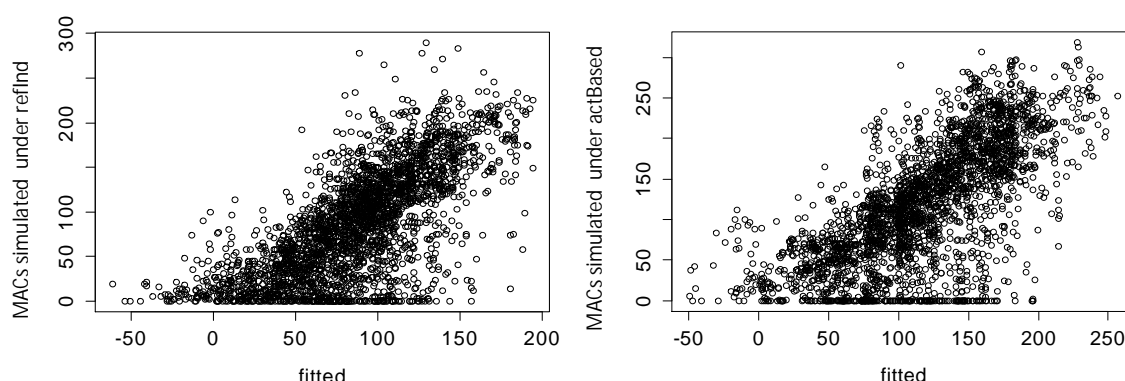 MACs simulated under refInd
300
200
100
50
0
-50 0 50 100 150 200
fitted
MACs simulated under actBased
250
150
50
0
-50 0 50 100 150 200 250
fitted